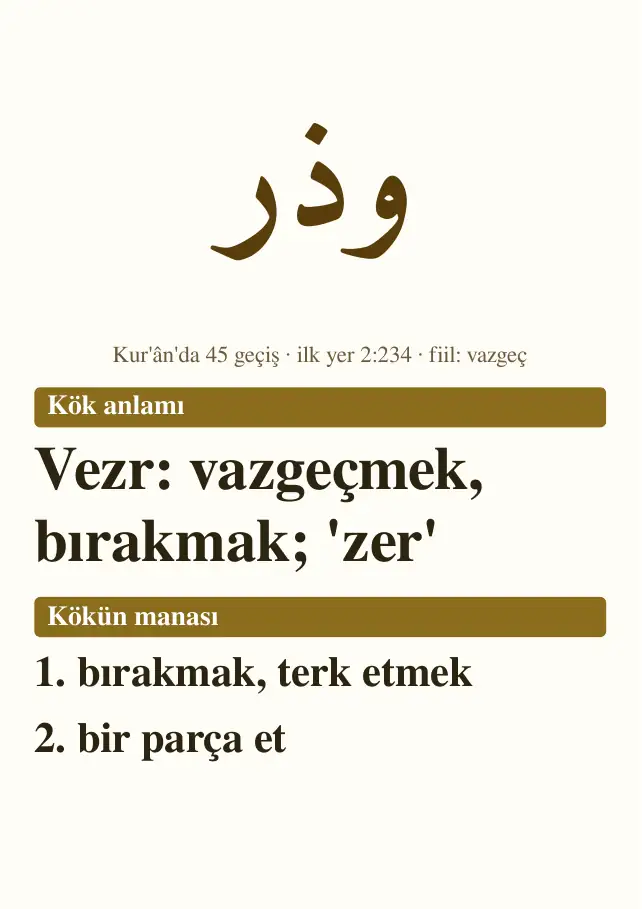 وذر
Kur'ân'da 45 geçiş · ilk yer 2:234 · fiil: vazgeç
Kök anlamı
Vezr: vazgeçmek,
bırakmak; 'zer'
Kökün manası
1. bırakmak, terk etmek
2. bir parça et